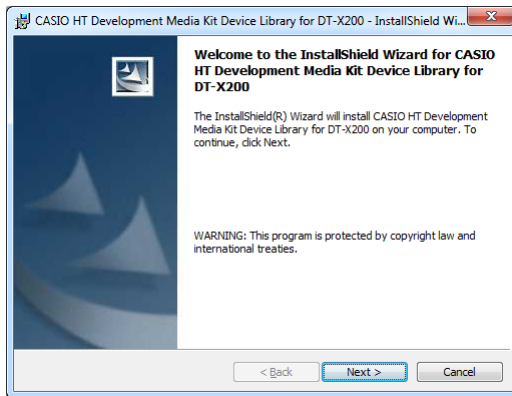 CASIO HT Development Media Kit Device Library for DT-X200 - InstallShield Wi...
Welcome to the InstallShield Wizard for CASIO
HT Development Media Kit Device Library for
DT-X200
The InstallShield(R) Wizard will install CASIO HT Development
Media Kit Device Library for DT-X200 on your computer. To
continue, click Next.
WARNING: This program is protected by copyright law and
international treaties.
< Back Next > Cancel